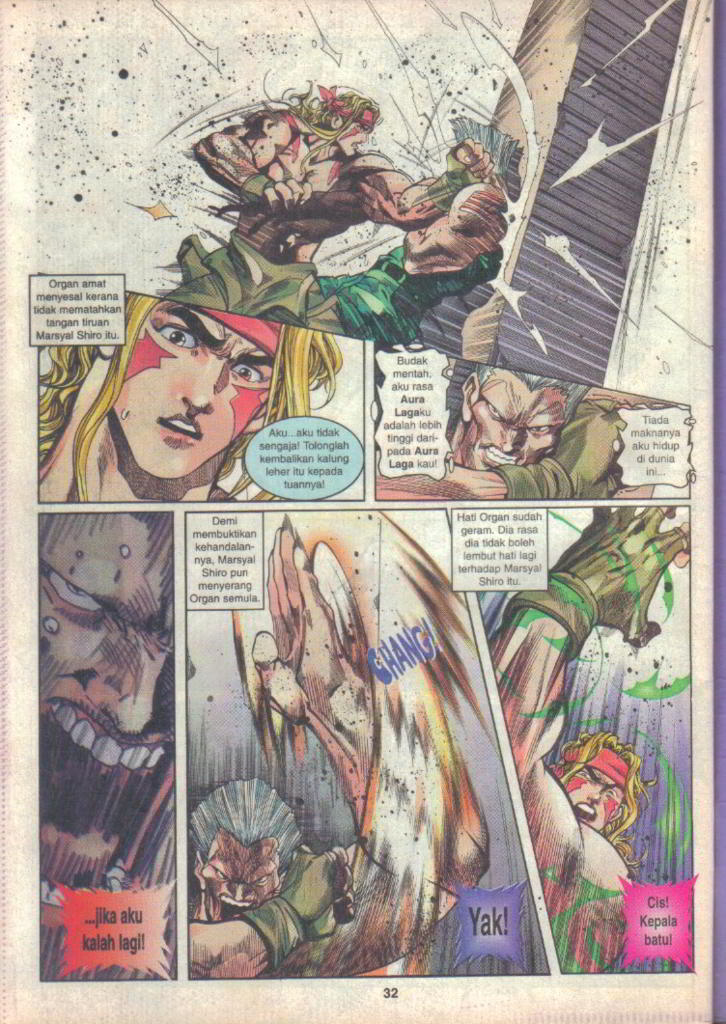 Organ amat
menyesal kerana
tidak mematahkan
tangan tiruan
Marsyal Shiro itu.
Aku...aku tidak
sengaja! Tolonglah
kembalikan kalung
leher itu kepada
tuannya!
Budak
mentah,
aku rasa
Aura
Lagaku
adalah lebih
tinggi dari-
pada Aura
Laga kau!
Tiada
maknanya
aku hidup
di dunia
ini...
...jika aku
kalah lagi!
Demi
membuktikan
kehandalan-
nya, Marsyal
Shiro pun
menyerang
Organ semula.
CHANG!
Yak!
Hati Organ sudah
geram. Dia rasa
dia tidak boleh
lembut hati lagi
terhadap Marsyal
Shiro itu.
Cis!
Kepala
batu!
32